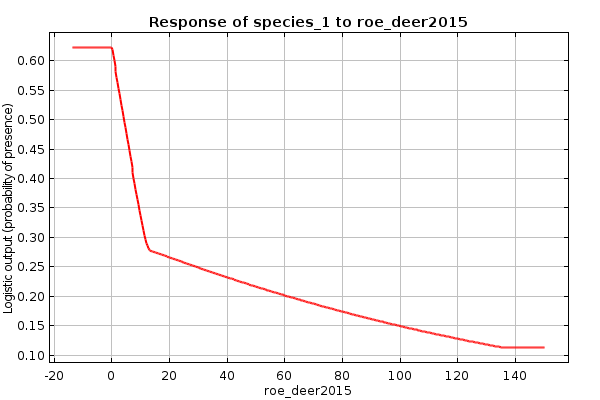 Response of species_1 to roe_deer2015
Logistic output (probability of presence)
0.60
0.55
0.50
0.45
0.40
0.35
0.30
0.25
0.20
0.15
0.10
-20 0 20 40 60 80 100 120 140
roe_deer2015